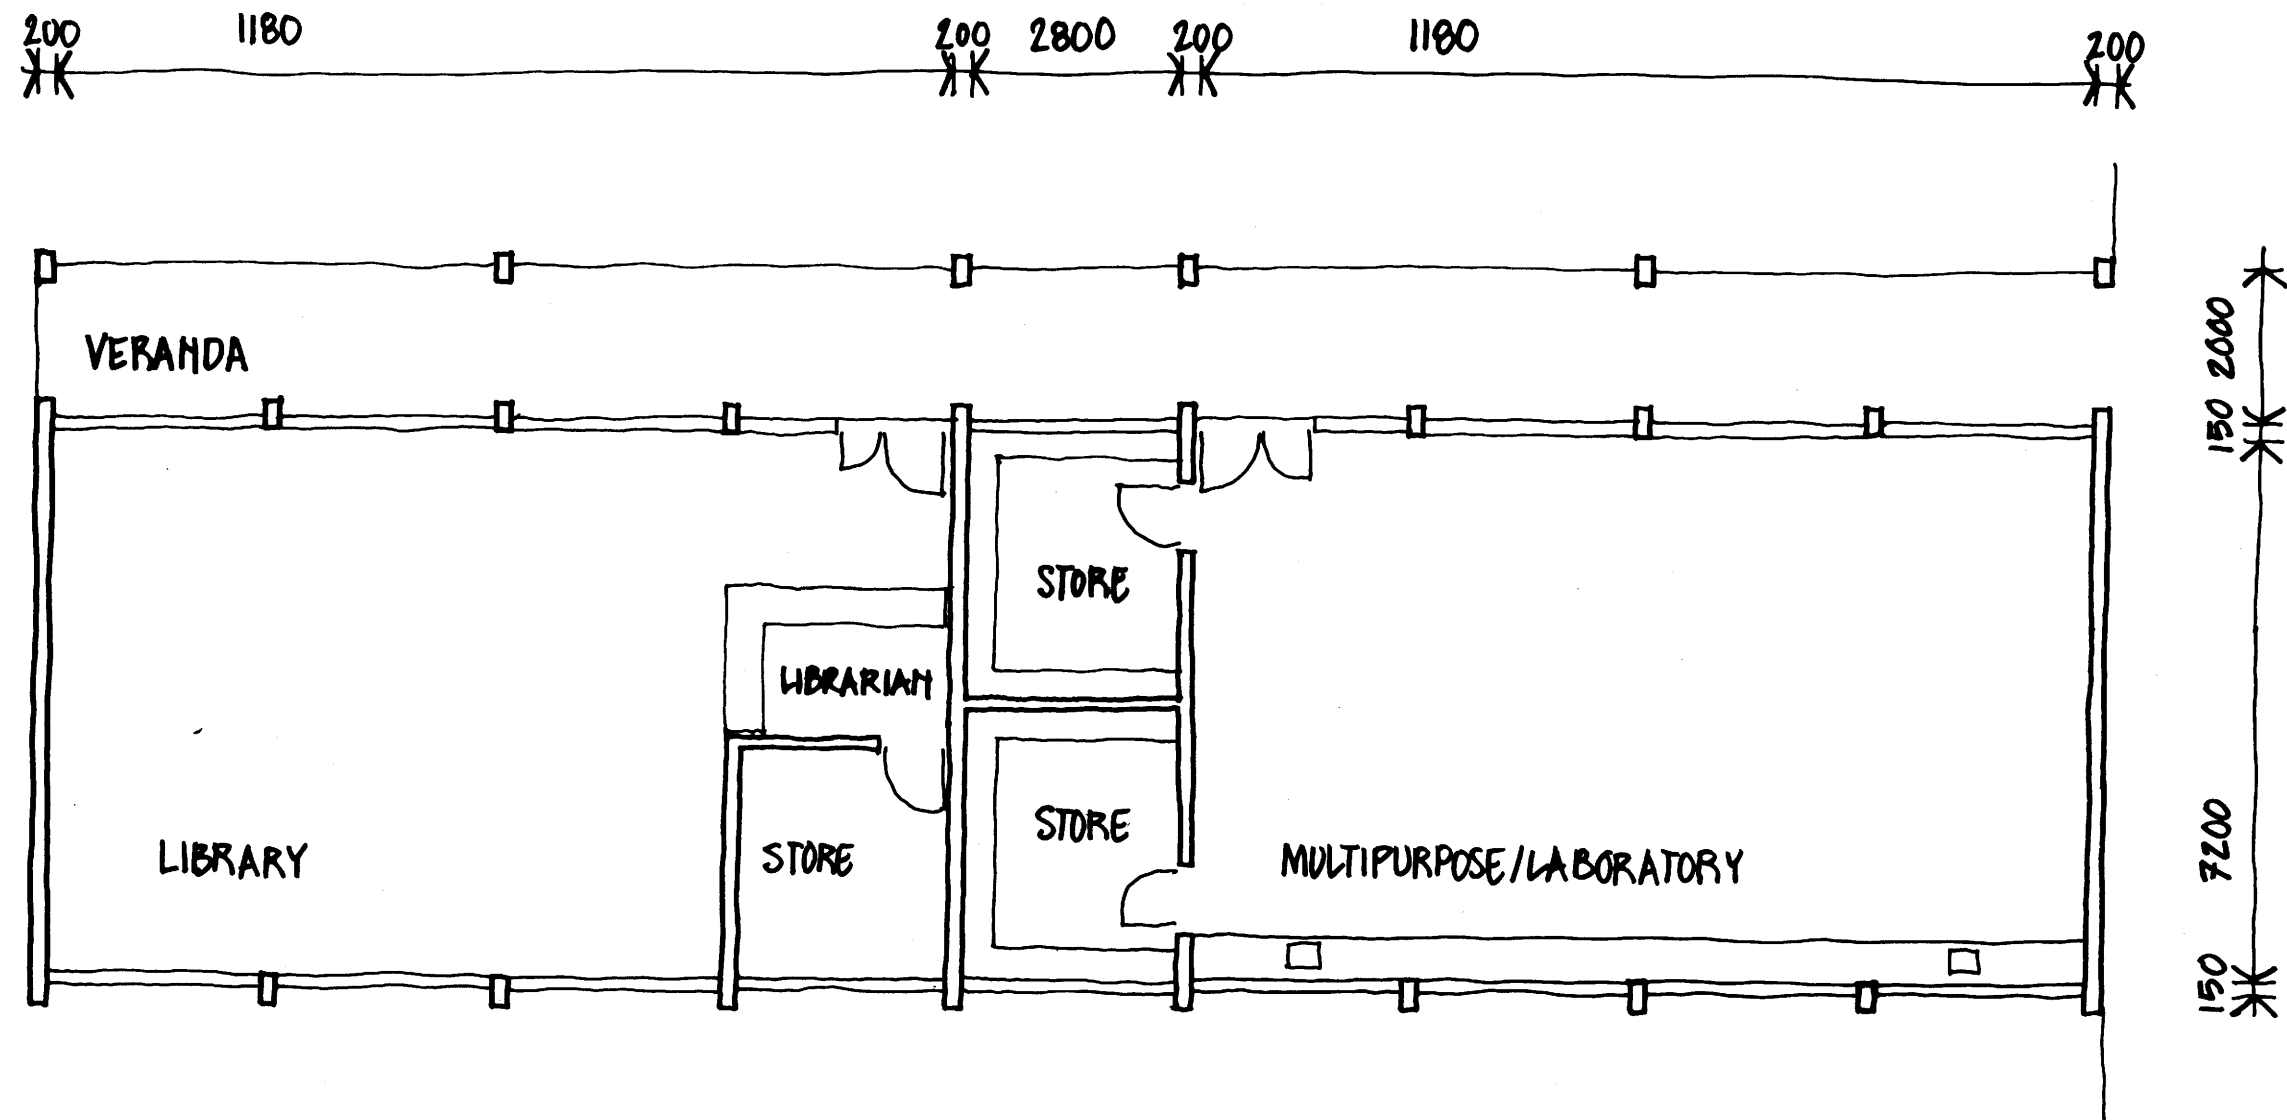 200 1180 200 2800 200 1180 200
VERANDA
2000
150
STORE
LIBRARIAN
STORE
STORE
LIBRARY
MULTIPURPOSE/LABORATORY
7200
150